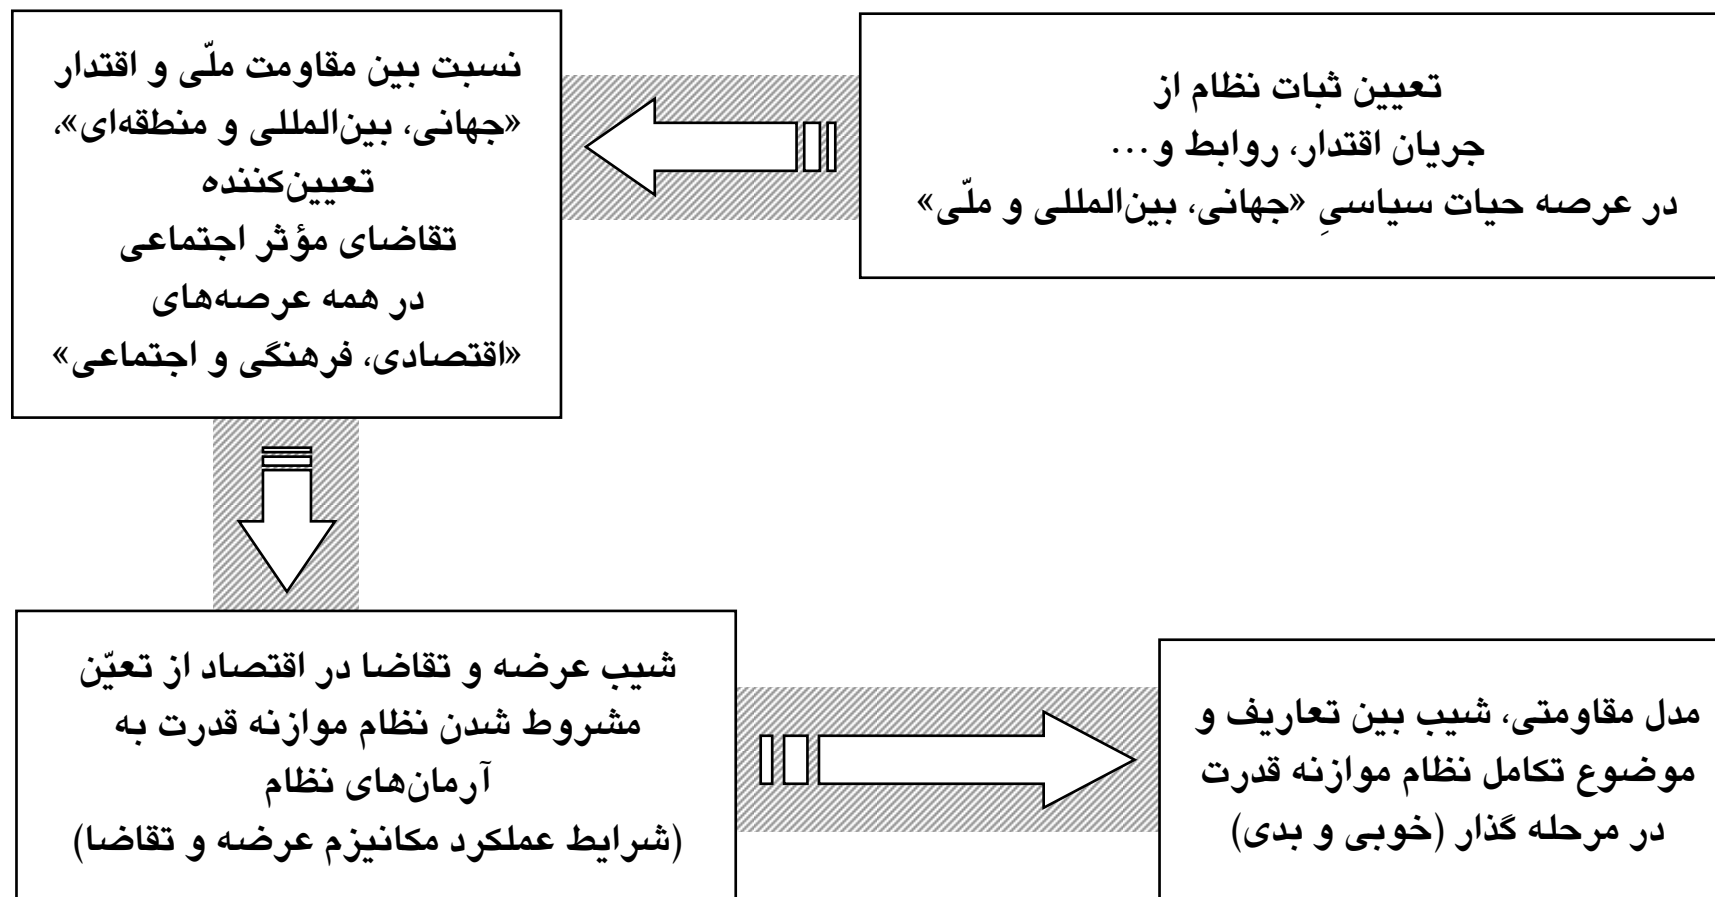 تعیین ثبات نظام از
جریان اقتدار، روابط و...
در عرصه حیات سیاسیِ «جهانی، بین‌المللی و ملّی»
نسبت بین مقاومت ملّی و اقتدار
«جهانی، بین‌المللی و منطقه‌ای»،
تعیین‌کننده
تقاضای مؤثر اجتماعی
در همه عرصه‌های
«اقتصادی، فرهنگی و اجتماعی»
شیب عرضه و تقاضا در اقتصاد از تعیّن
مشروط شدن نظام موازنه قدرت به
آرمان‌های نظام
(شرایط عملکرد مکانیزم عرضه و تقاضا)
مدل مقاومتی، شیب بین تعاریف و
موضوع تکامل نظام موازنه قدرت
در مرحله گذار (خوبی و بدی)